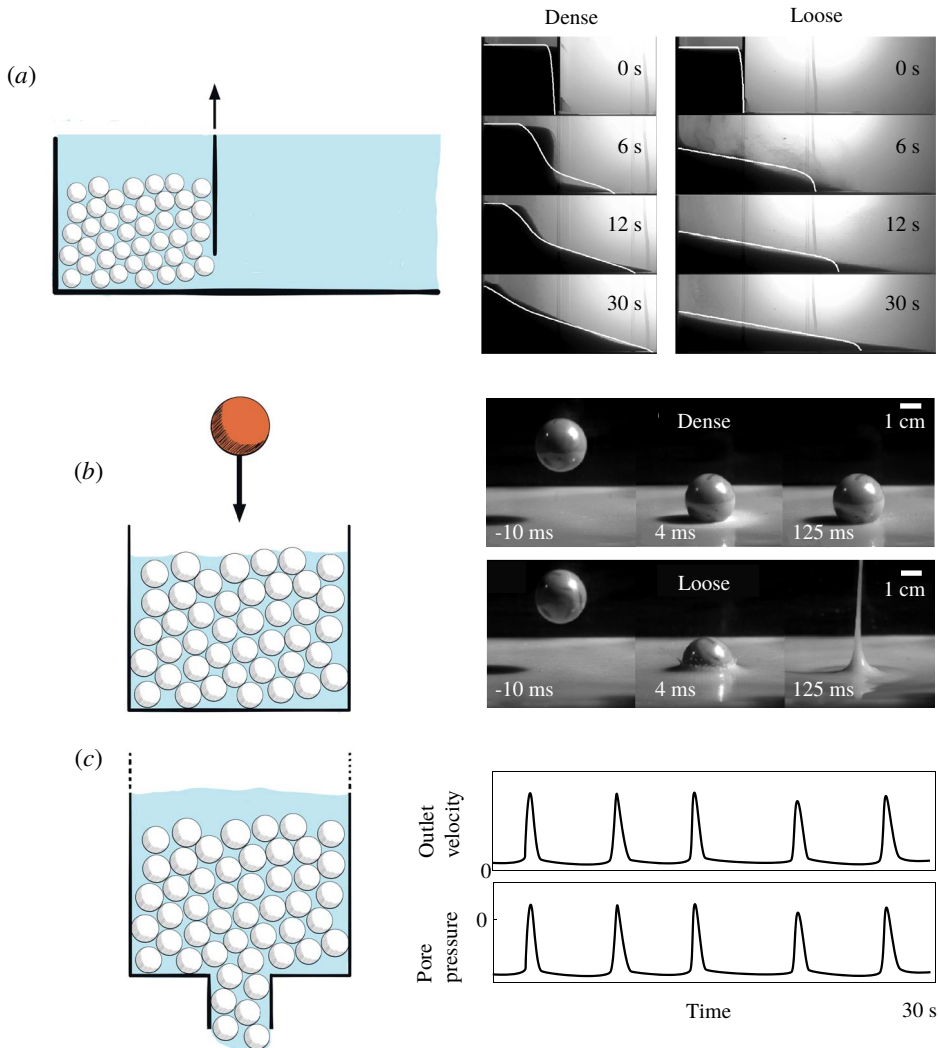 Dense
Loose
(a)
0 s
0 s
6 s
6 s
12 s
12 s
30 s
30 s
(b)
Dense
1 cm
-10 ms
4 ms
125 ms
Loose
1 cm
-10 ms
4 ms
125 ms
(c)
Outlet
velocity
0
Pore
pressure
0
Time
30 s